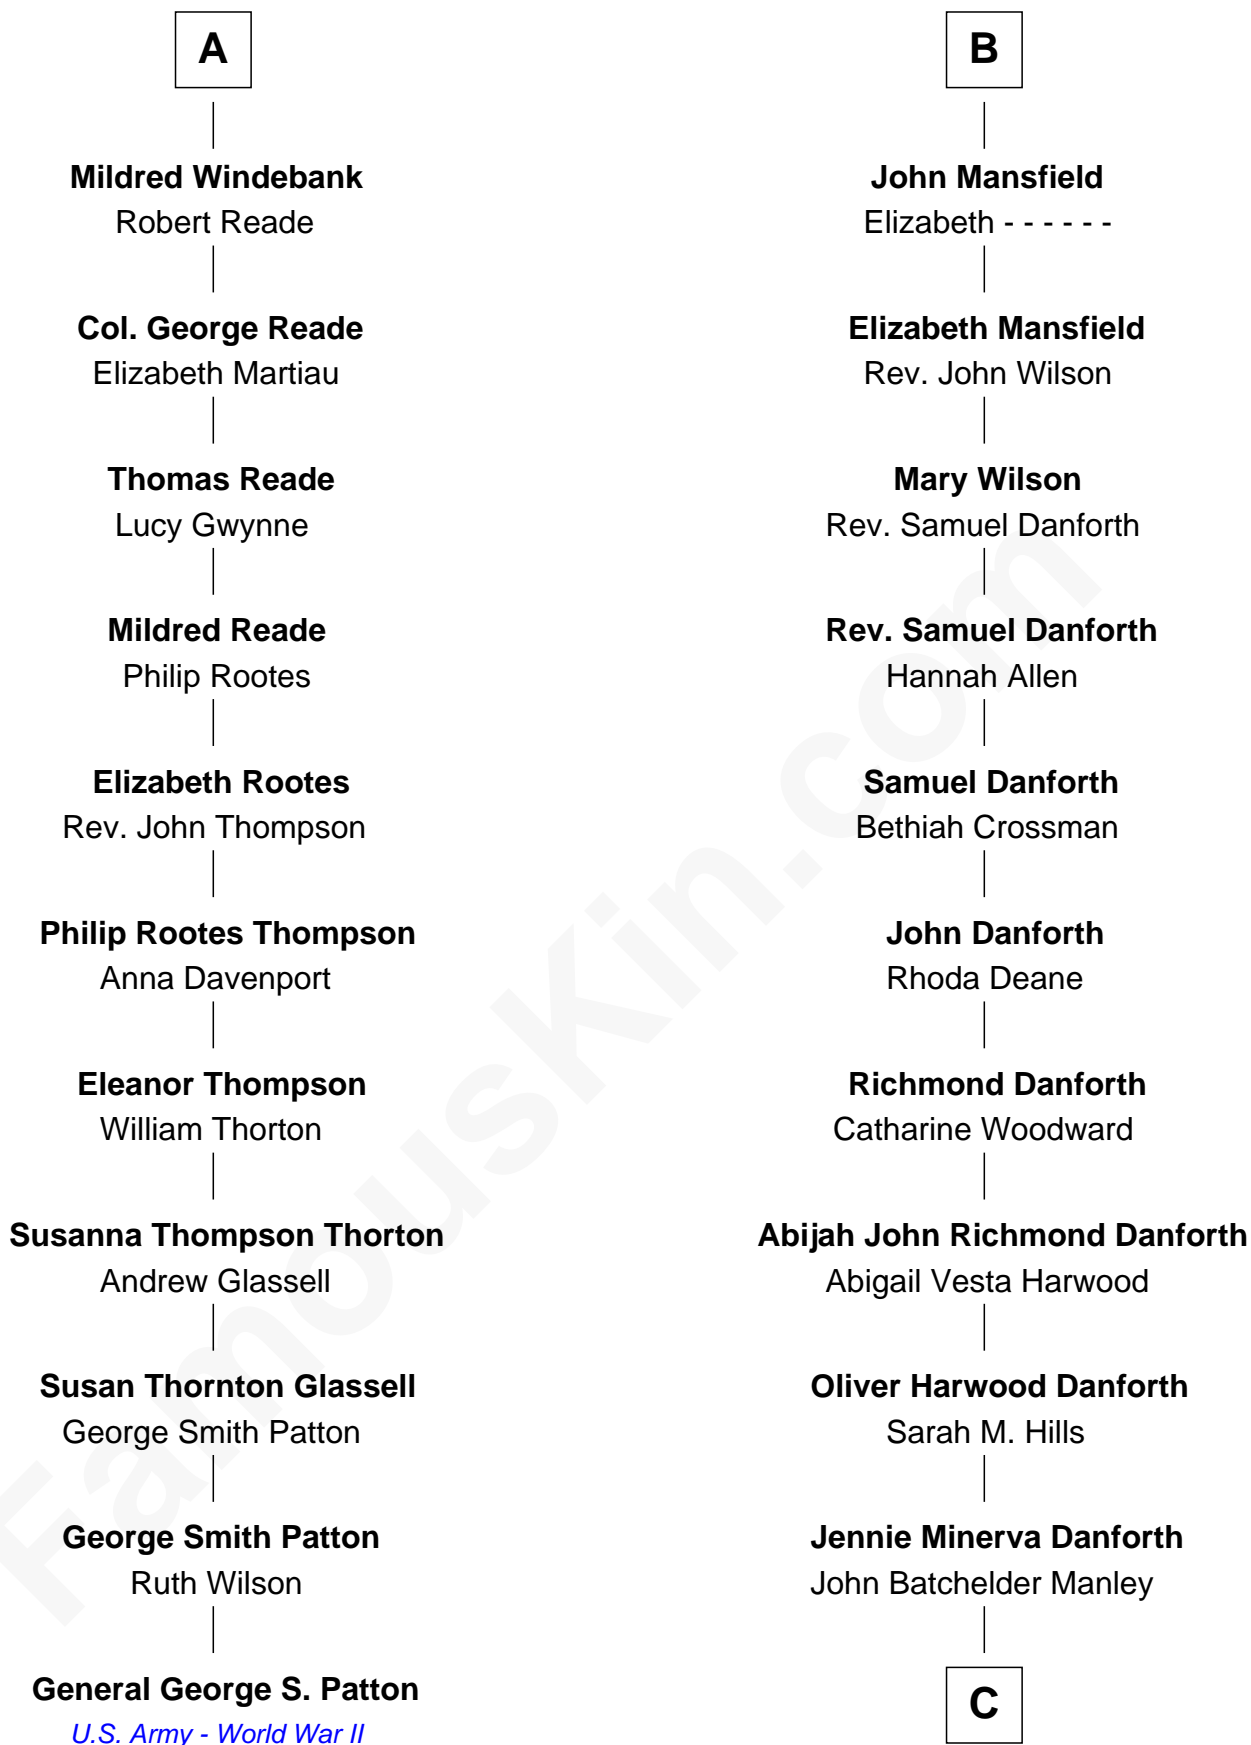 A
Mildred Windebank
Robert Reade
Col. George Reade
Elizabeth Martiau
Thomas Reade
Lucy Gwynne
Mildred Reade
Philip Rootes
Elizabeth Rootes
Rev. John Thompson
Philip Rootes Thompson
Anna Davenport
Eleanor Thompson
William Thorton
Susanna Thompson Thorton
Andrew Glassell
Susan Thornton Glassell
George Smith Patton
George Smith Patton
Ruth Wilson
General George S. Patton
U.S. Army - World War II
B
John Mansfield
Elizabeth - - - - - -
Elizabeth Mansfield
Rev. John Wilson
Mary Wilson
Rev. Samuel Danforth
Rev. Samuel Danforth
Hannah Allen
Samuel Danforth
Bethiah Crossman
John Danforth
Rhoda Deane
Richmond Danforth
Catharine Woodward
Abijah John Richmond Danforth
Abigail Vesta Harwood
Oliver Harwood Danforth
Sarah M. Hills
Jennie Minerva Danforth
John Batchelder Manley
C
FamousKin.com